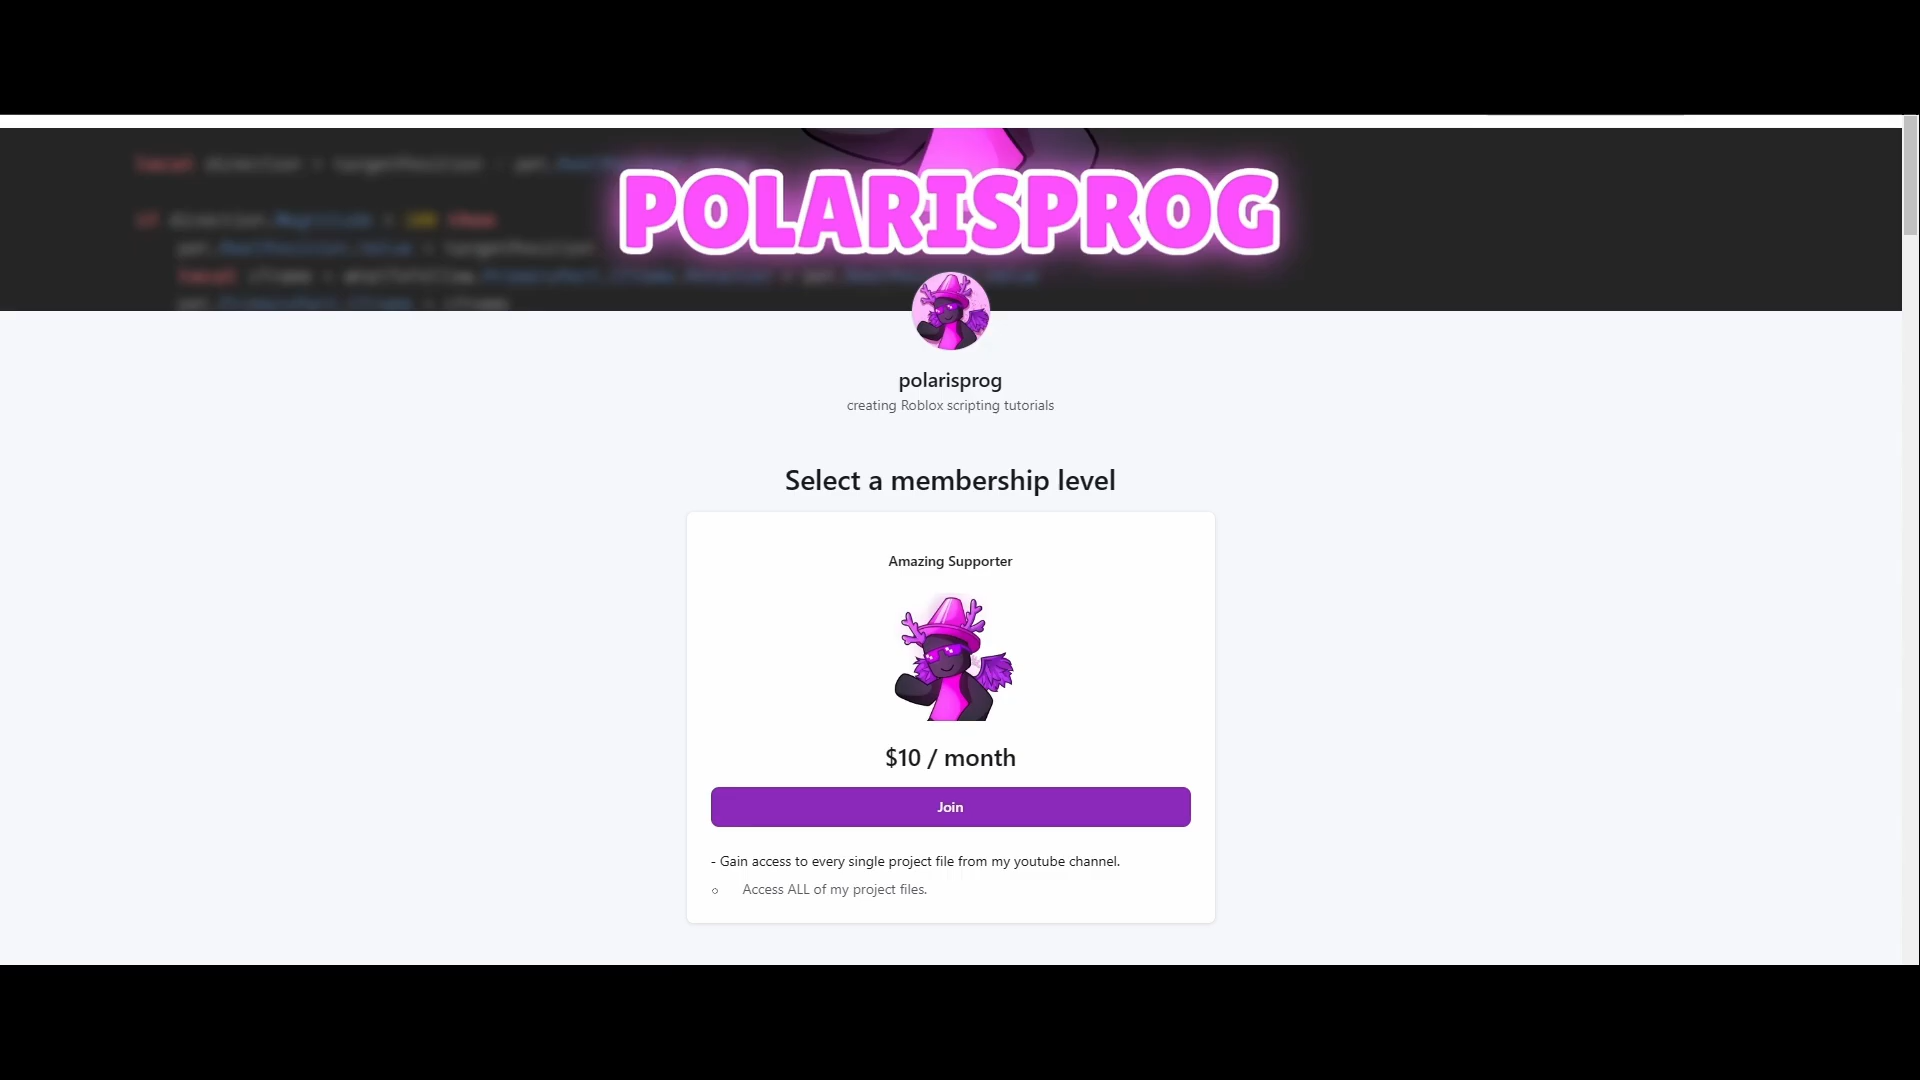 POLARISPROG
polarisprog
creating Roblox scripting tutorials
Select a membership level
Amazing Supporter
$10 / month
Join
- Gain access to every single project file from my youtube channel.
Access ALL of my project files.